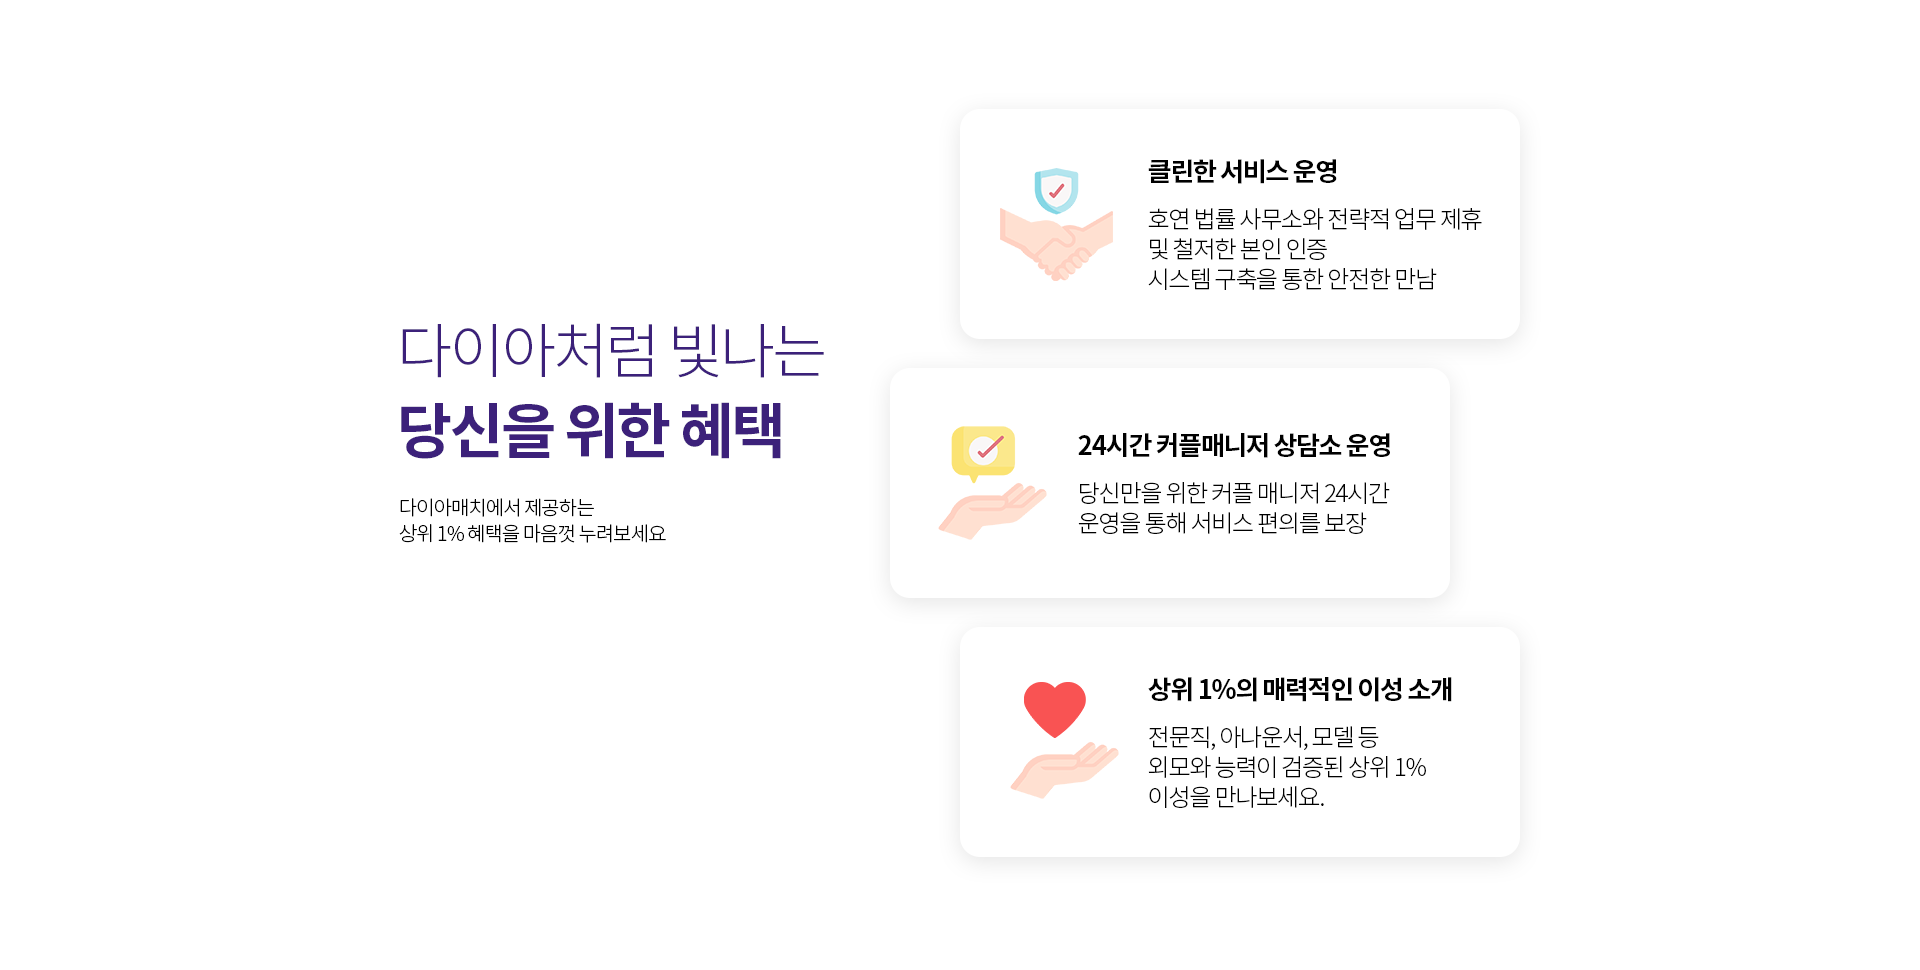 다이아처럼 빛나는
당신을 위한 혜택
다이아매치에서 제공하는
상위 1% 혜택을 마음껏 누려보세요
클린한 서비스 운영
호연 법률 사무소와 전략적 업무 제휴
및 철저한 본인 인증
시스템 구축을 통한 안전한 만남
24시간 커플매니저 상담소 운영
당신만을 위한 커플 매니저 24시간
운영을 통해 서비스 편의를 보장
상위 1%의 매력적인 이성 소개
전문직, 아나운서, 모델 등
외모와 능력이 검증된 상위 1%
이성을 만나보세요.